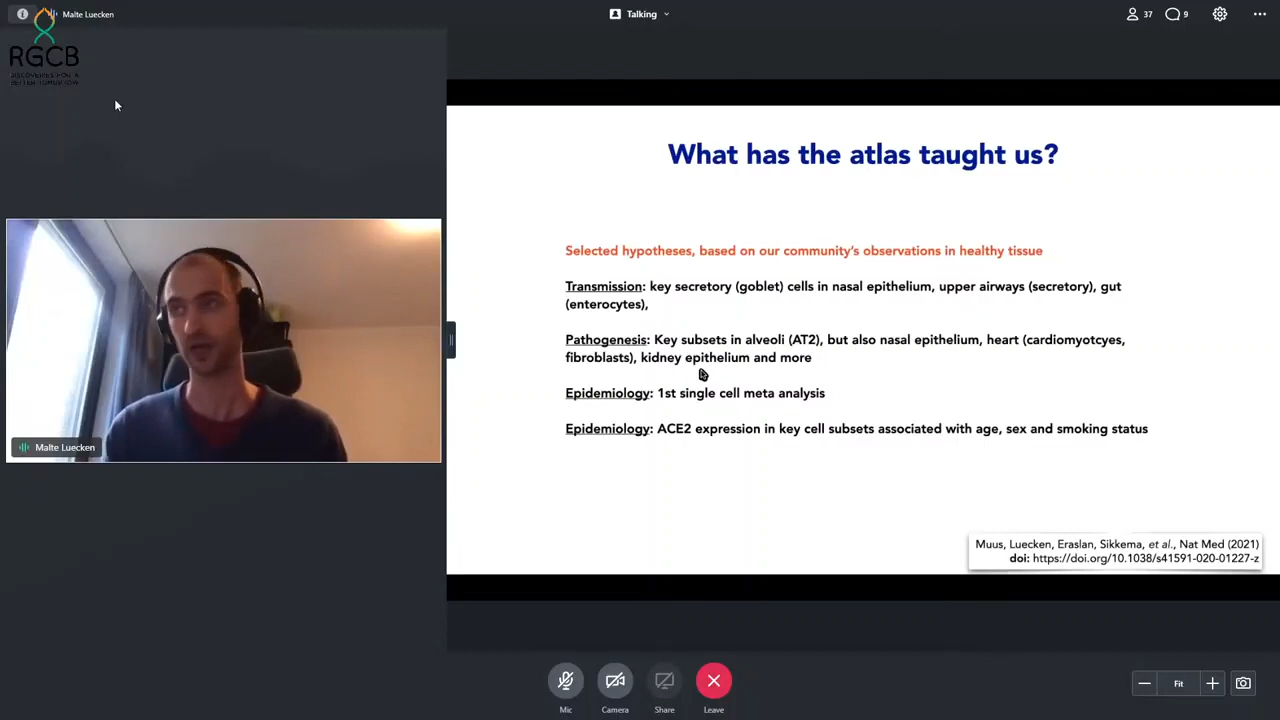 Malte Luecken
Talking
37
9
RGCB
DISCOVERIES FOR A
BETTER TOMORROW
What has the atlas taught us?
Selected hypotheses, based on our community's observations in healthy tissue
Transmission: key secretory (goblet) cells in nasal epithelium, upper airways (secretory), gut
(enterocytes),
Pathogenesis: Key subsets in alveoli (AT2), but also nasal epithelium, heart (cardiomyotcyes,
fibroblasts), kidney epithelium and more
Epidemiology: 1st single cell meta analysis
Epidemiology: ACE2 expression in key cell subsets associated with age, sex and smoking status
Malte Luecken
Muus, Luecken, Eraslan, Sikkema, et al., Nat Med (2021)
doi: https://doi.org/10.1038/s41591-020-01227-z
Fit
Mic
Camera
Share
Leave